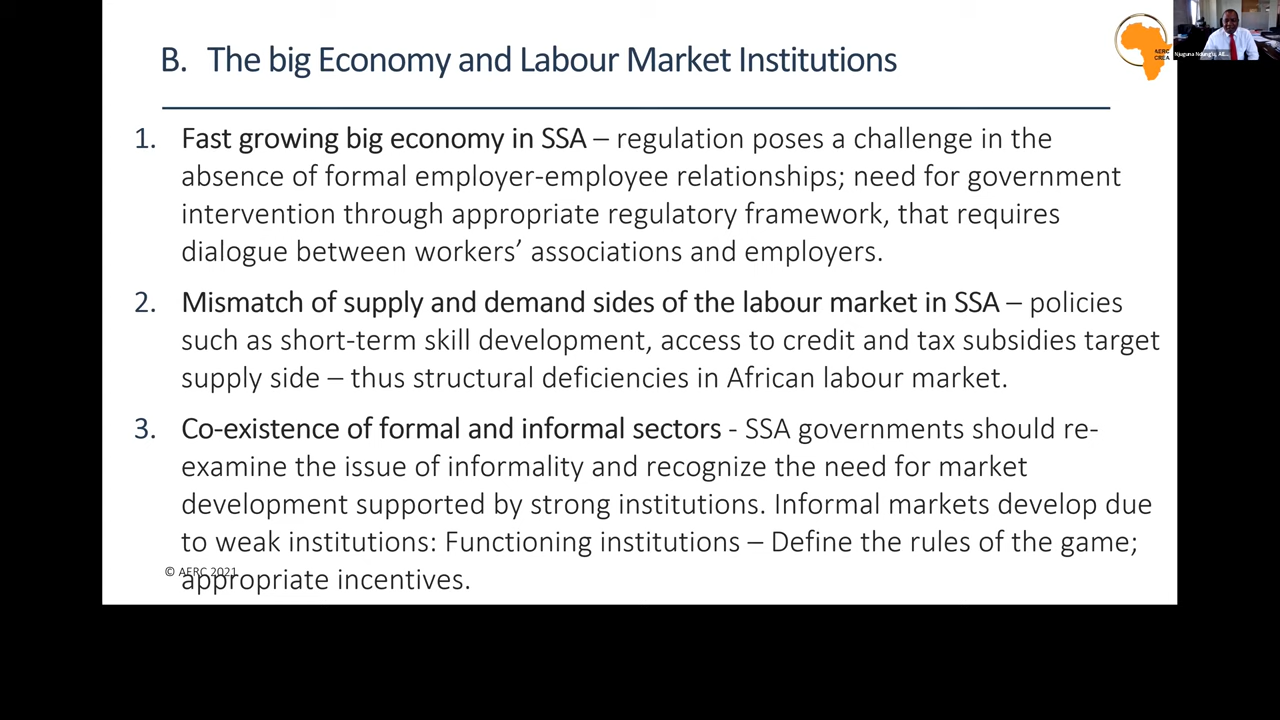 B. The big Economy and Labour Market Institutions
AERC
CREA
Njuguna Ndung'u, AE...
1. Fast growing big economy in SSA – regulation poses a challenge in the
absence of formal employer-employee relationships; need for government
intervention through appropriate regulatory framework, that requires
dialogue between workers’ associations and employers.
2. Mismatch of supply and demand sides of the labour market in SSA – policies
such as short-term skill development, access to credit and tax subsidies target
supply side – thus structural deficiencies in African labour market.
3. Co-existence of formal and informal sectors - SSA governments should re-
examine the issue of informality and recognize the need for market
development supported by strong institutions. Informal markets develop due
to weak institutions: Functioning institutions – Define the rules of the game;
© AERC 2021
appropriate incentives.